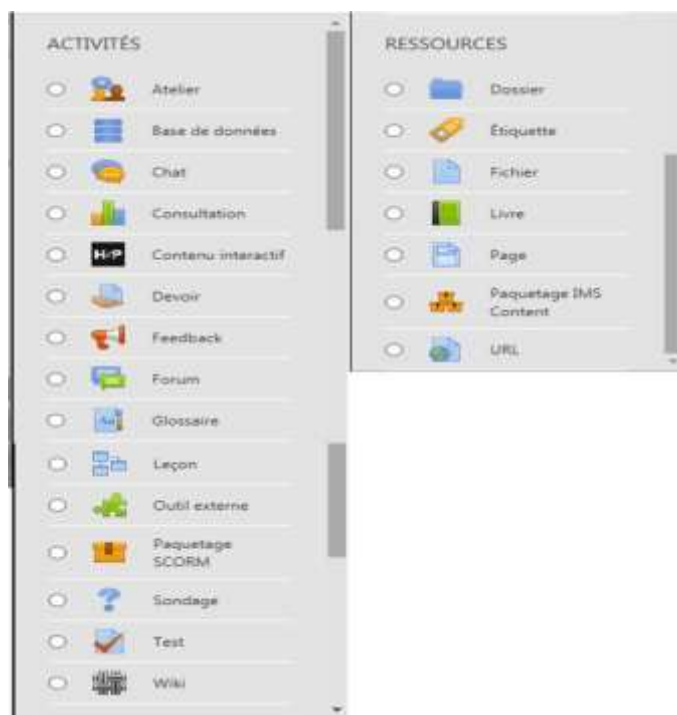 ACTIVITÉS
Atelier
Base de données
Chat
Consultation
H-P
Contenu interactif
Devoir
Feedback
Forum
Glossaire
Leçon
Outil externe
Paquetage
SCORM
Sondage
Test
Wiki
RESSOURCES
Dossier
Étiquette
Fichier
Livre
Page
Paquetage IMS
Content
URL